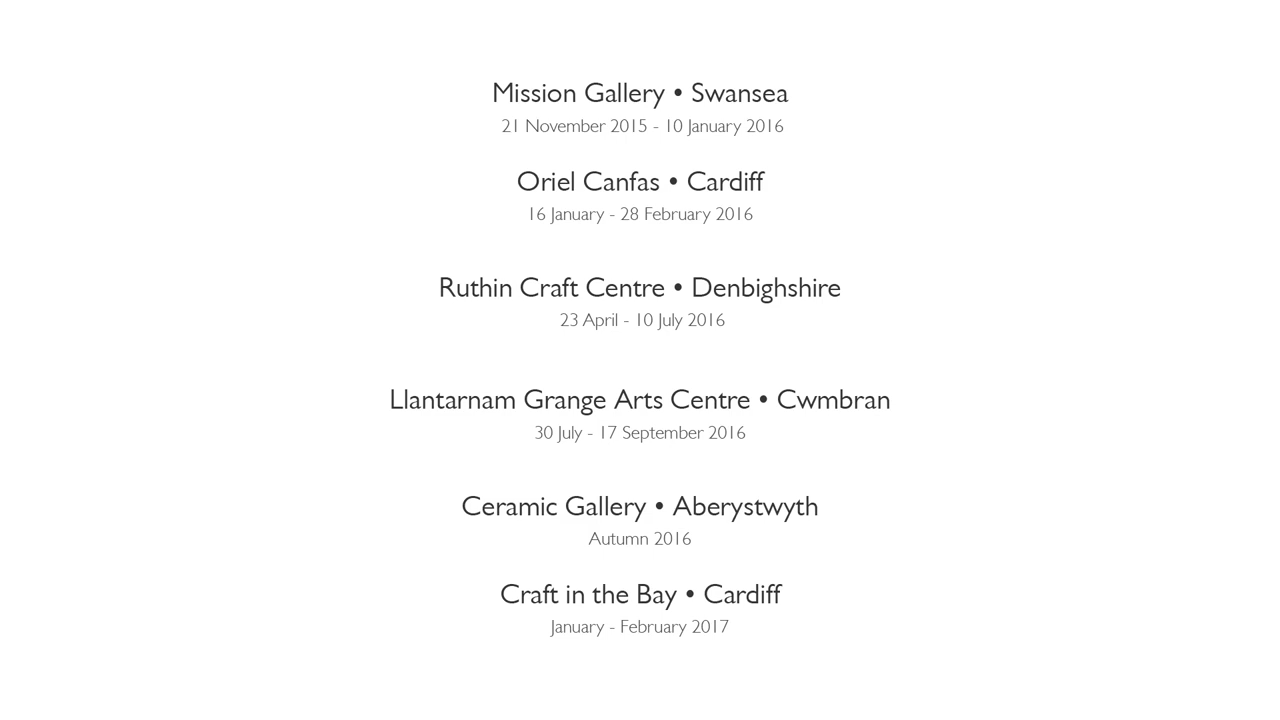 Mission Gallery • Swansea
21 November 2015 - 10 January 2016
Oriel Canfas • Cardiff
16 January - 28 February 2016
Ruthin Craft Centre • Denbighshire
23 April - 10 July 2016
Llantarnam Grange Arts Centre • Cwmbran
30 July - 17 September 2016
Ceramic Gallery • Aberystwyth
Autumn 2016
Craft in the Bay • Cardiff
January - February 2017